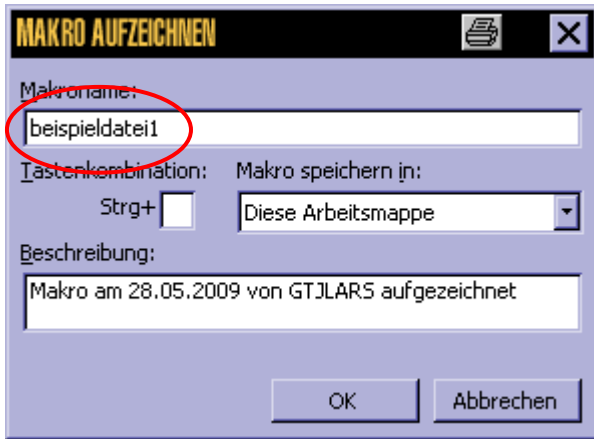 MAKRO AUFZEICHNEN
Makroname:
beispieldatei1
Tastenkombination: Makro speichern in:
Strg+ Diese Arbeitsmappe
Beschreibung:
Makro am 28.05.2009 von GTJLARS aufgezeichnet
OK Abbrechen